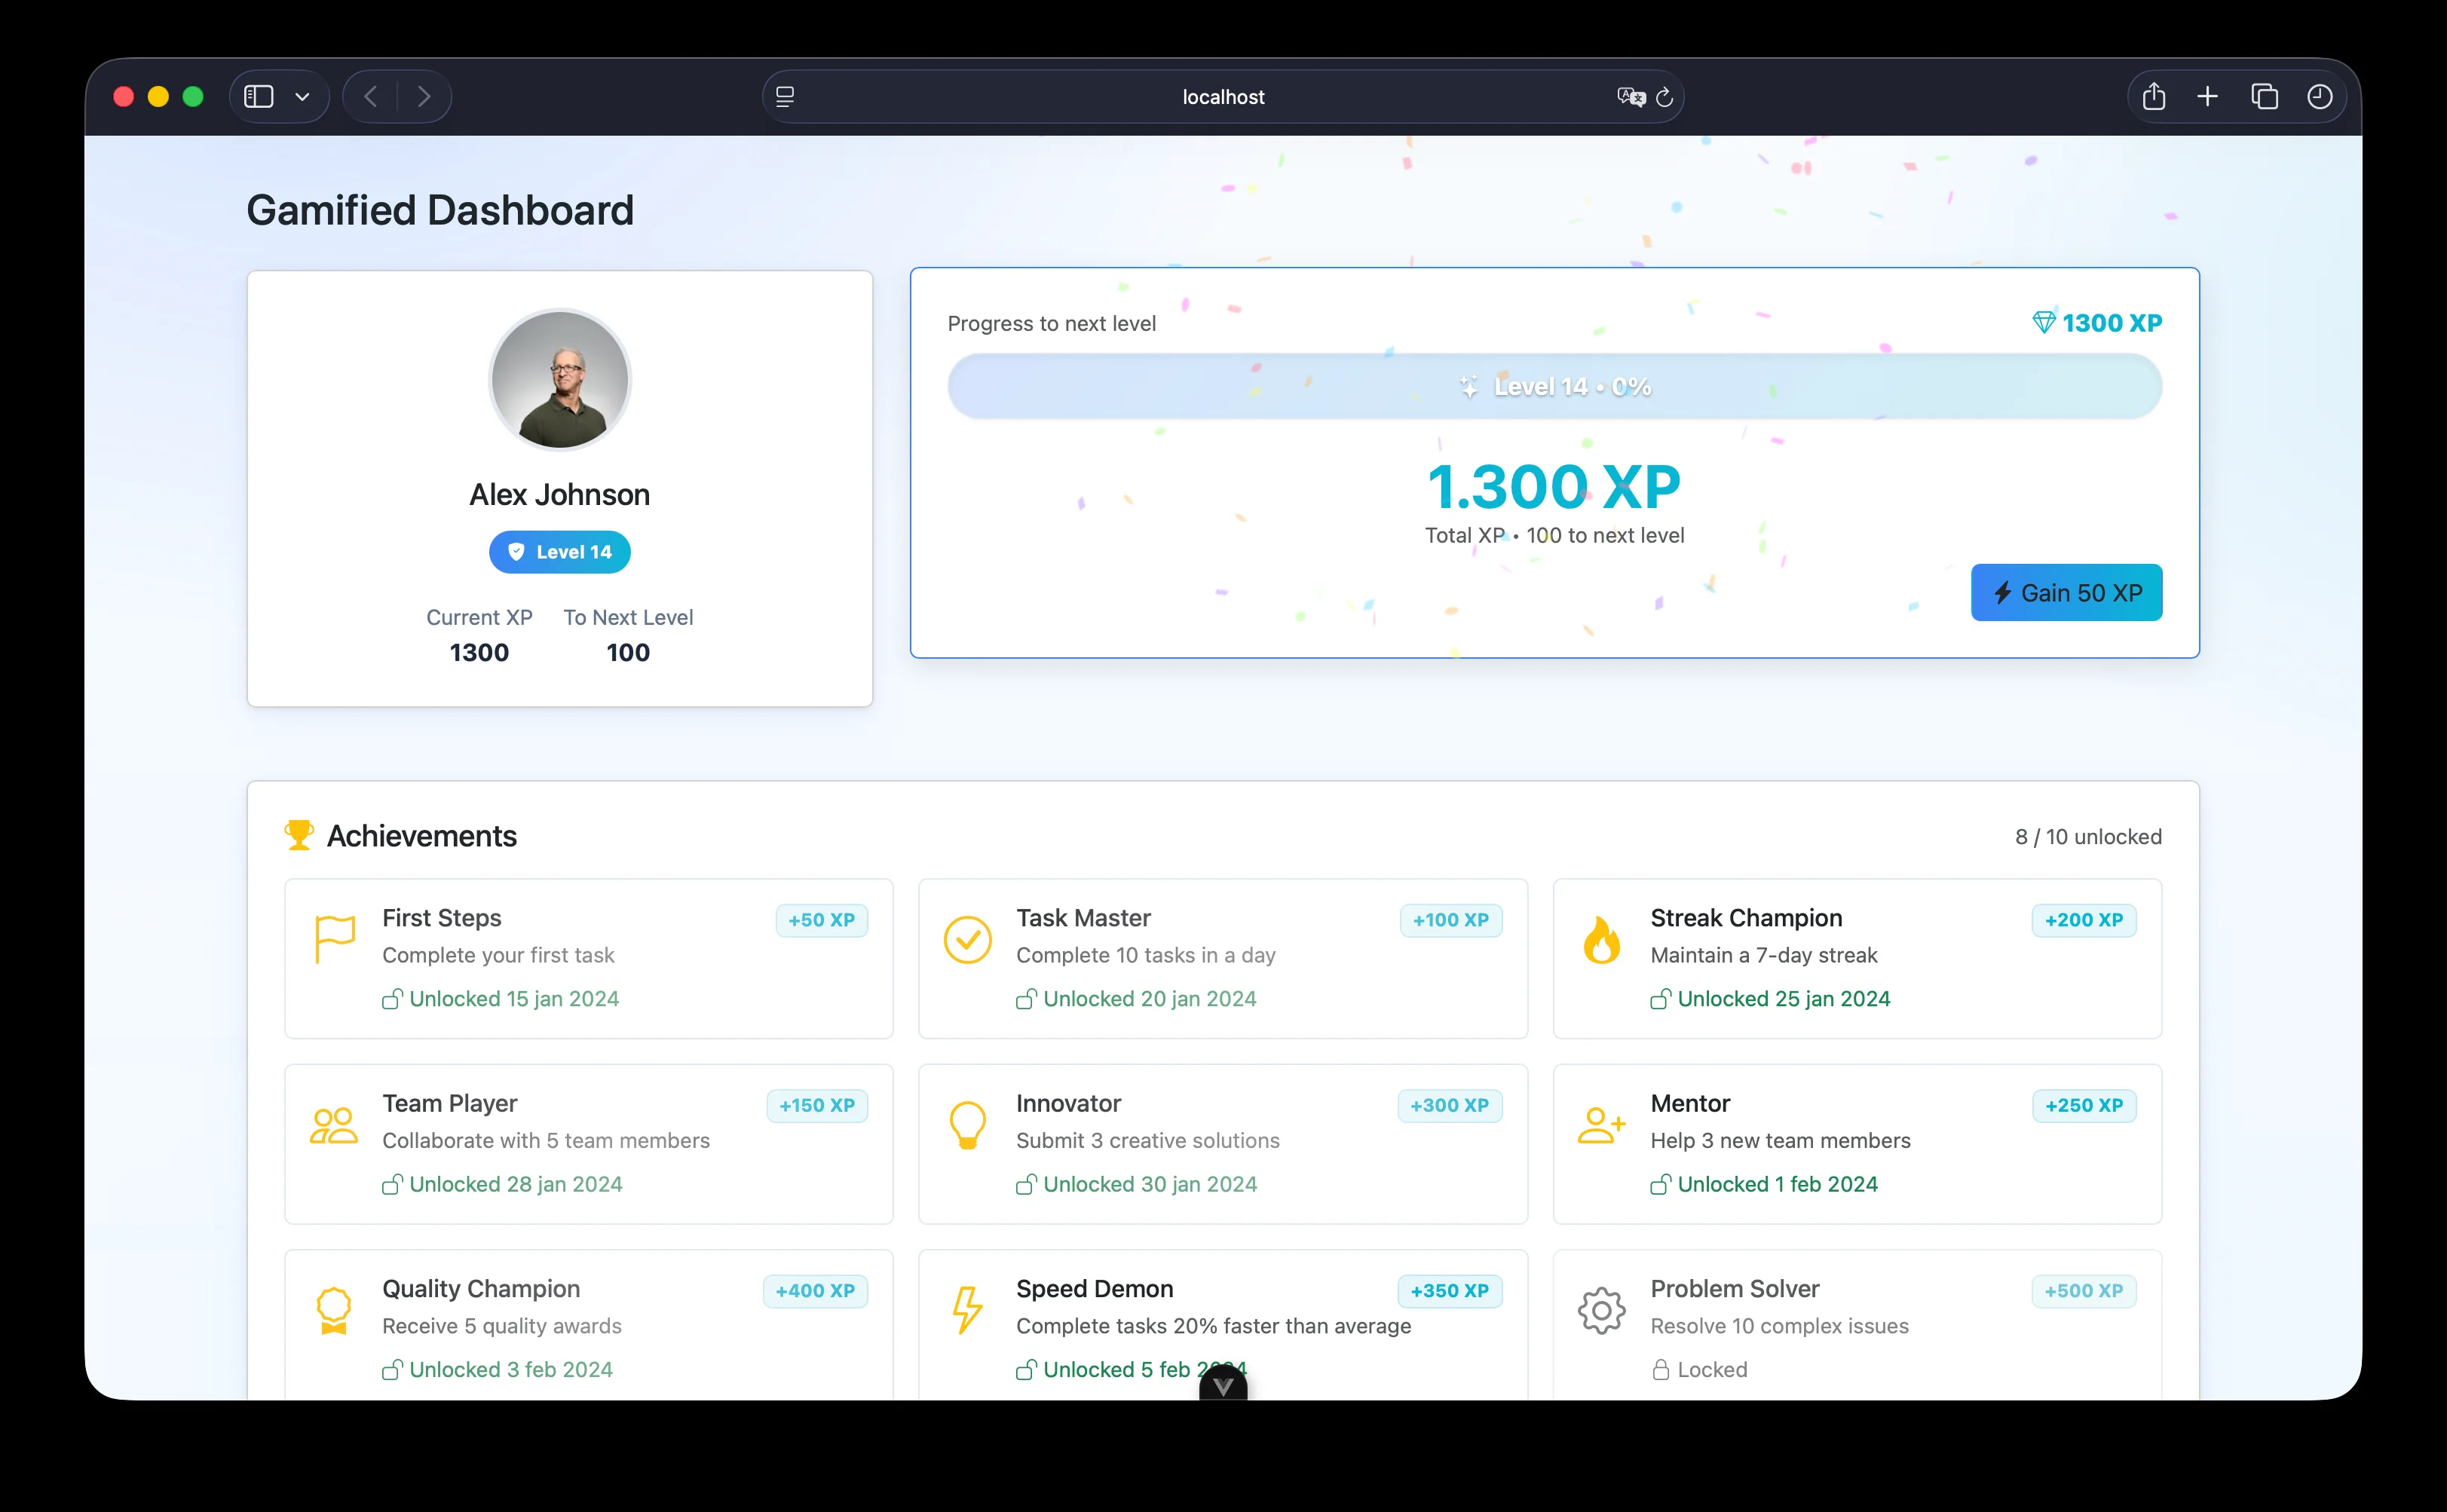 localhost
Gamified Dashboard
Alex Johnson
Level 14
Current XP To Next Level
1300 100
Progress to next level 1300 XP
Level 14 • 0%
1.300 XP
Total XP • 100 to next level
Gain 50 XP
Achievements 8 / 10 unlocked
First Steps +50 XP
Complete your first task
Unlocked 15 jan 2024
Task Master +100 XP
Complete 10 tasks in a day
Unlocked 20 jan 2024
Streak Champion +200 XP
Maintain a 7-day streak
Unlocked 25 jan 2024
Team Player +150 XP
Collaborate with 5 team members
Unlocked 28 jan 2024
Innovator +300 XP
Submit 3 creative solutions
Unlocked 30 jan 2024
Mentor +250 XP
Help 3 new team members
Unlocked 1 feb 2024
Quality Champion +400 XP
Receive 5 quality awards
Unlocked 3 feb 2024
Speed Demon +350 XP
Complete tasks 20% faster than average
Unlocked 5 feb 2024
Problem Solver +500 XP
Resolve 10 complex issues
Locked